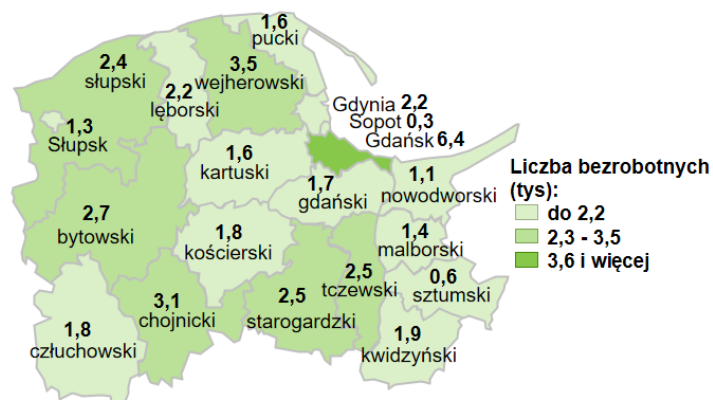 1,6
pucki
2,4
słupski
3,5
wejherowski
2,2
lęborski
Gdynia 2,2
Sopot 0,3
Gdańsk 6,4
1,3
Słupsk
1,6
kartuski
1,7
gdański
1,1
nowodworski
2,7
bytowski
1,8
kościerski
1,4
malborski
3,1
chojnicki
2,5
starogardzki
2,5
tczewski
0,6
sztumski
1,8
człuchowski
1,9
kwidzyński
Liczba bezrobotnych
(tys):
do 2,2
2,3 - 3,5
3,6 i więcej